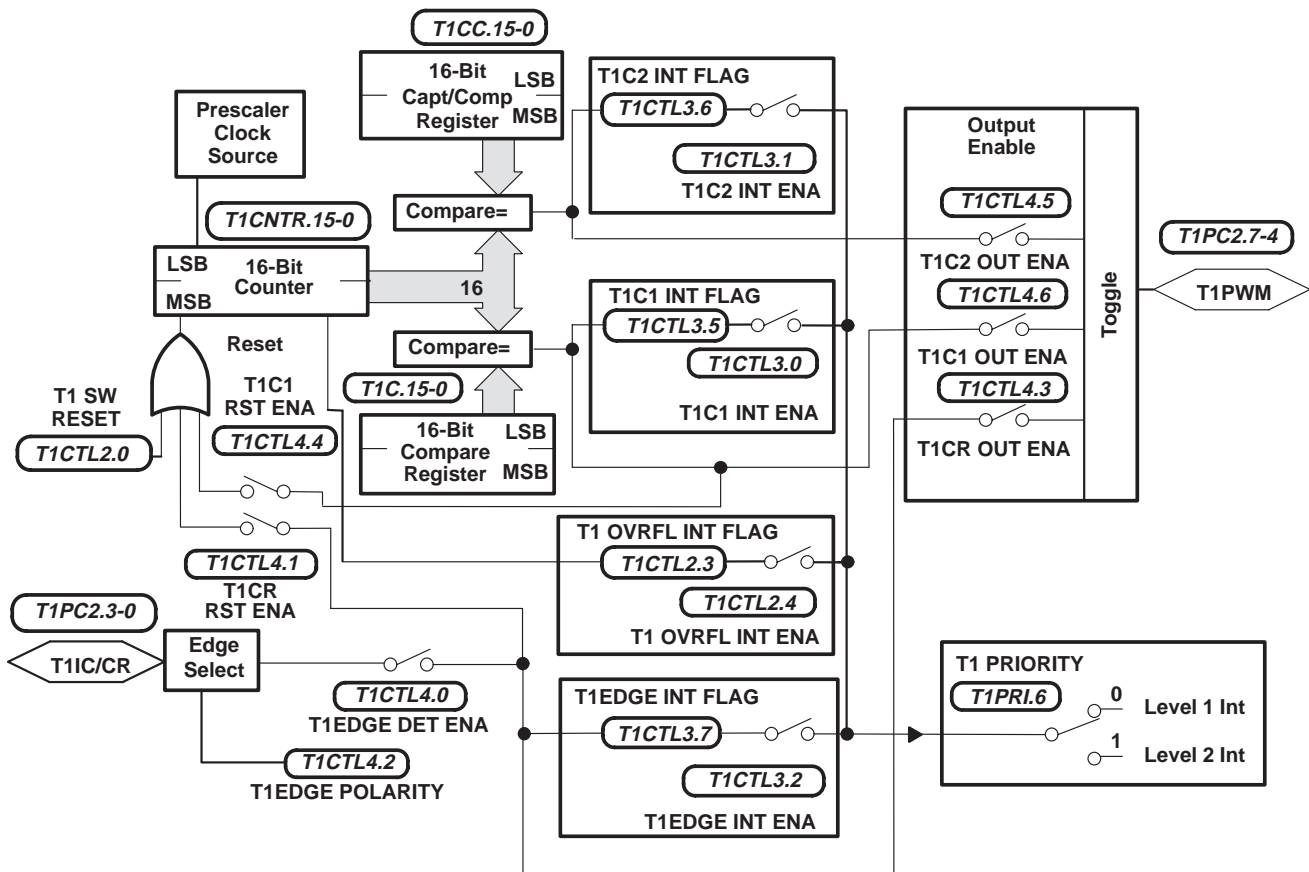 T1CC.15-0
16-Bit
Capt/Comp
Register
LSB
MSB
Prescaler
Clock
Source
T1CNTR.15-0
LSB
MSB
16-Bit
Counter
16
Compare=
Compare=
Reset
T1 SW
RESET
T1CTL2.0
T1C1
RST ENA
T1CTL4.4
T1C.15-0
16-Bit
Compare
Register
LSB
MSB
T1CTL4.1
T1CR
RST ENA
T1PC2.3-0
T1IC/CR
Edge
Select
T1CTL4.0
T1EDGE DET ENA
T1CTL4.2
T1EDGE POLARITY
T1C2 INT FLAG
T1CTL3.6
T1CTL3.1
T1C2 INT ENA
T1C1 INT FLAG
T1CTL3.5
T1CTL3.0
T1C1 INT ENA
T1 OVRFL INT FLAG
T1CTL2.3
T1CTL2.4
T1 OVRFL INT ENA
T1EDGE INT FLAG
T1CTL3.7
T1CTL3.2
T1EDGE INT ENA
Output
Enable
T1CTL4.5
T1C2 OUT ENA
T1CTL4.6
T1C1 OUT ENA
T1CTL4.3
T1CR OUT ENA
Toggle
T1PC2.7-4
T1PWM
T1 PRIORITY
T1PRI.6
0
Level 1 Int
1
Level 2 Int